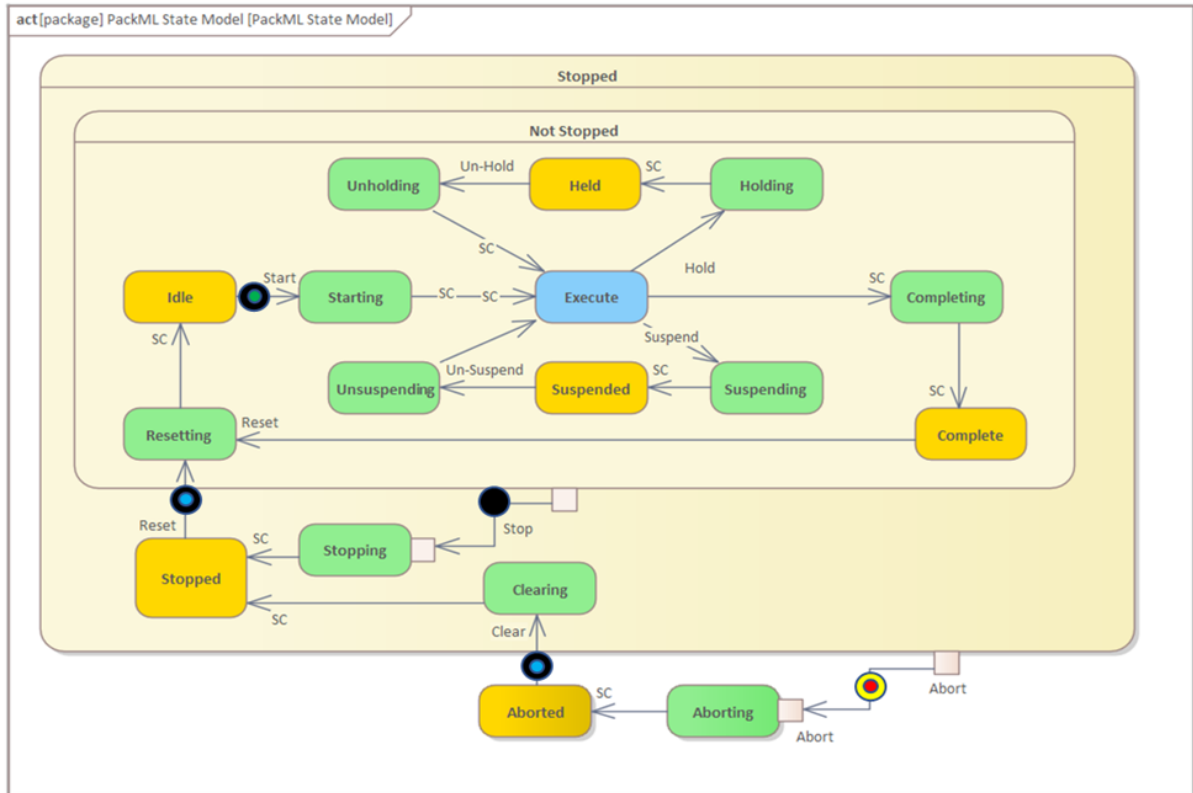 act [package] PackML State Model [PackML State Model]
Stopped
Not Stopped
Unholding
Un-Hold
Held
SC
Holding
SC
Hold
Idle
Start
Starting
SC
SC
Execute
SC
Completing
SC
Suspend
Unsuspending
Un-Suspend
Suspended
SC
Suspending
SC
Resetting
Reset
Complete
Reset
Stop
Stopped
SC
Stopping
Clearing
SC
Clear
Abort
Aborted
SC
Aborting
Abort